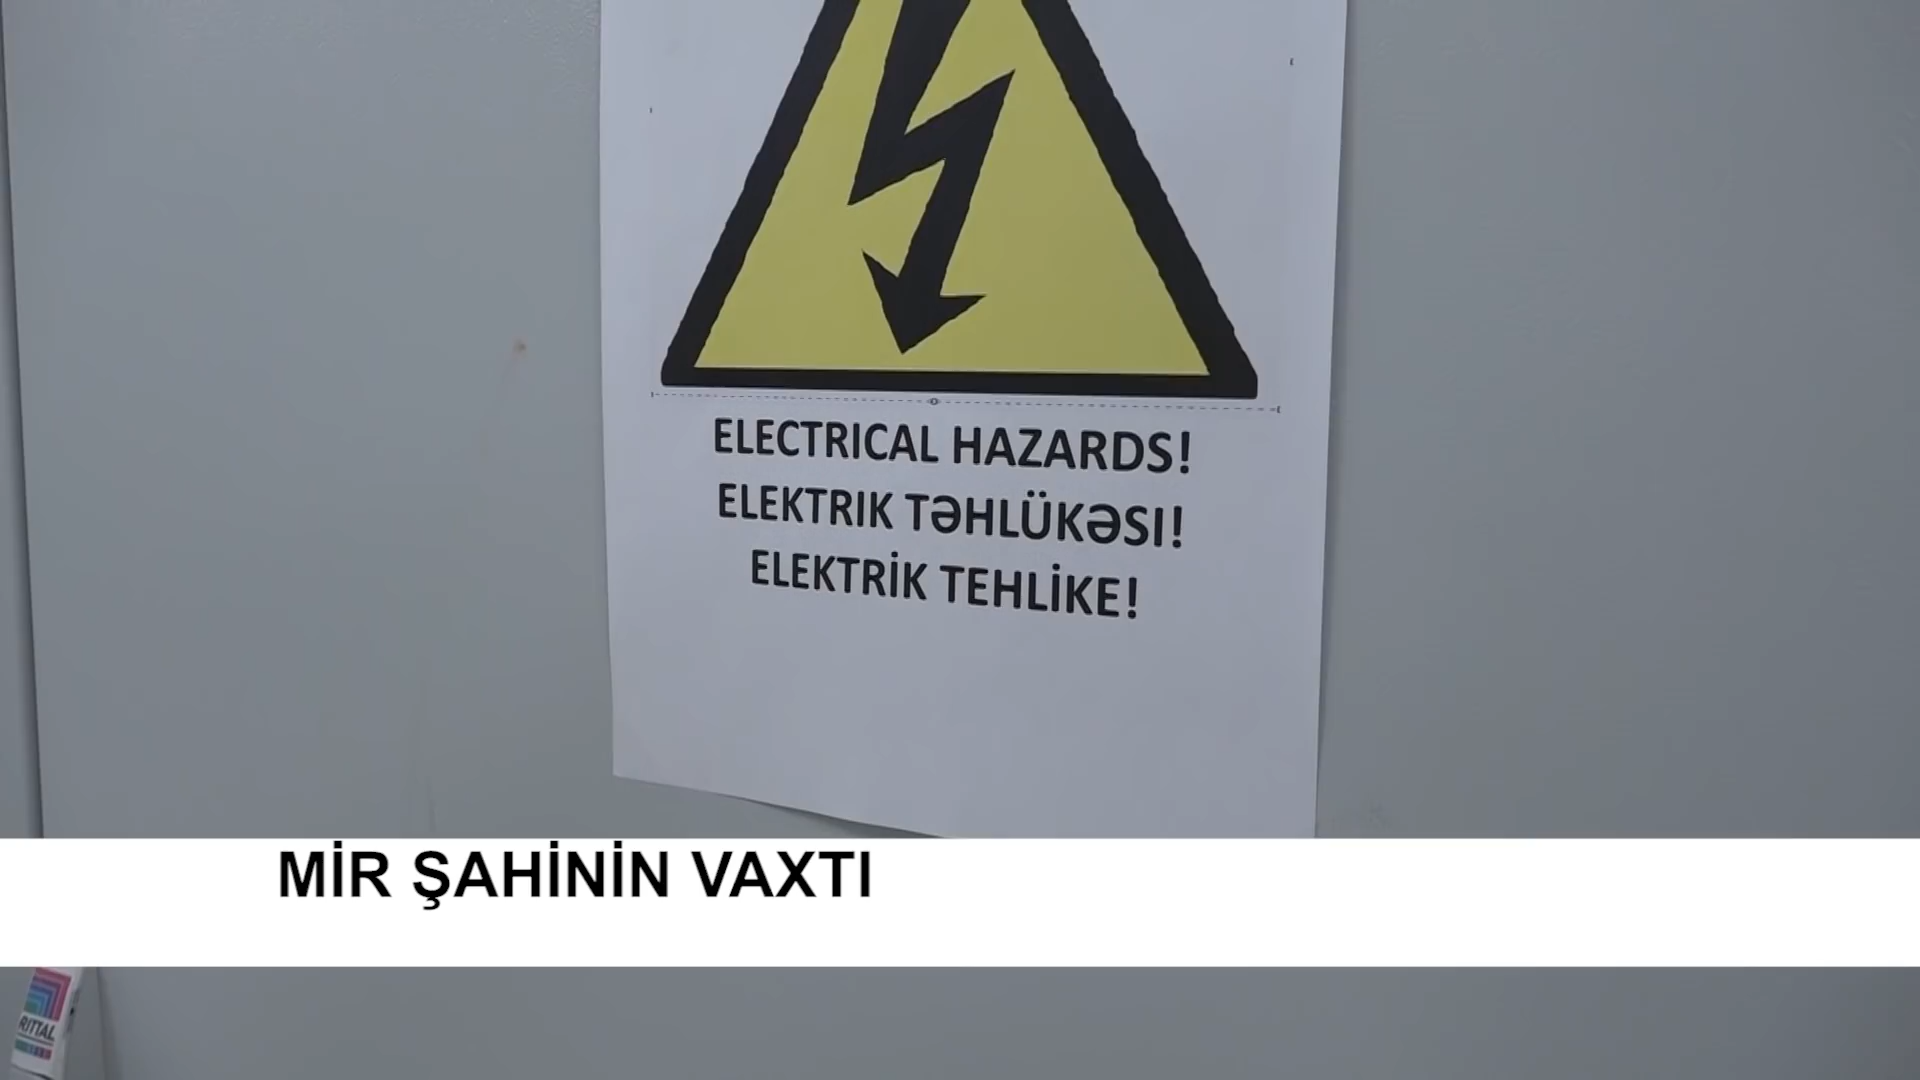 ELECTRICAL HAZARDS!
ELEKTRIK TƏHLÜKƏSI!
ELEKTRİK TEHLİKE!
MİR ŞAHİNİN VAXTI
RITTAL